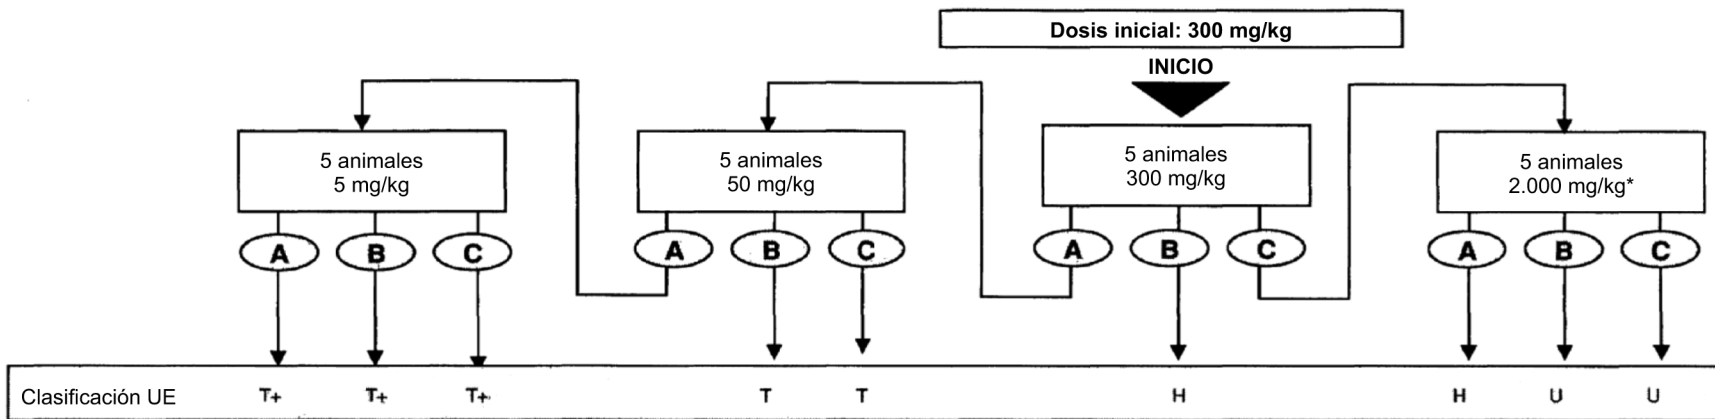 Dosis inicial: 300 mg/kg
INICIO
5 animales
5 mg/kg
5 animales
50 mg/kg
5 animales
300 mg/kg
5 animales
2.000 mg/kg*
A B C A B C A B C A B C
Clasificación UE T+ T+ T+ T T H H U U